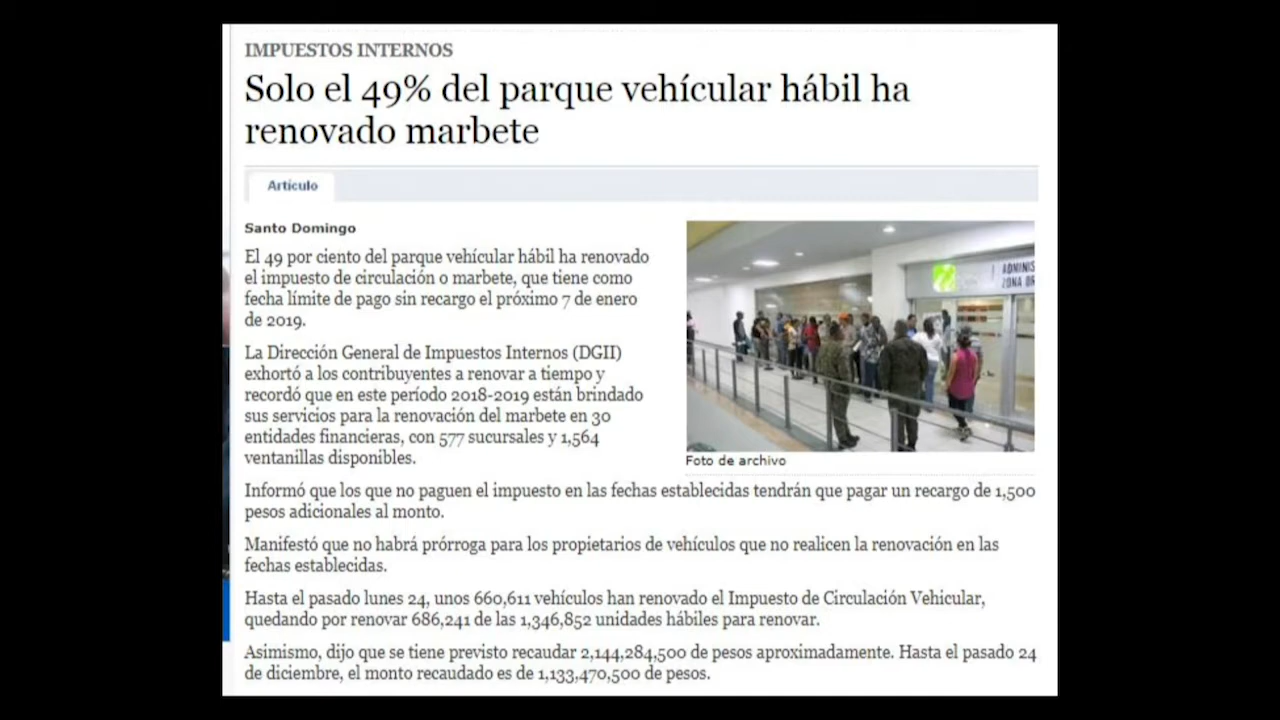 IMPUESTOS INTERNOS
Solo el 49% del parque vehícular hábil ha
renovado marbete
Artículo
Santo Domingo
El 49 por ciento del parque vehícular hábil ha renovado
el impuesto de circulación o marbete, que tiene como
fecha límite de pago sin recargo el próximo 7 de enero
de 2019.
La Dirección General de Impuestos Internos (DGII)
exhortó a los contribuyentes a renovar a tiempo y
recordó que en este período 2018-2019 están brindado
sus servicios para la renovación del marbete en 30
entidades financieras, con 577 sucursales y 1,564
ventanillas disponibles.
ADMINIS
ZONA OR
Foto de archivo
Informó que los que no paguen el impuesto en las fechas establecidas tendrán que pagar un recargo de 1,500
pesos adicionales al monto.
Manifestó que no habrá prórroga para los propietarios de vehículos que no realicen la renovación en las
fechas establecidas.
Hasta el pasado lunes 24, unos 660,611 vehículos han renovado el Impuesto de Circulación Vehicular,
quedando por renovar 686,241 de las 1,346,852 unidades hábiles para renovar.
Asimismo, dijo que se tiene previsto recaudar 2,144,284,500 de pesos aproximadamente. Hasta el pasado 24
de diciembre, el monto recaudado es de 1,133,470,500 de pesos.